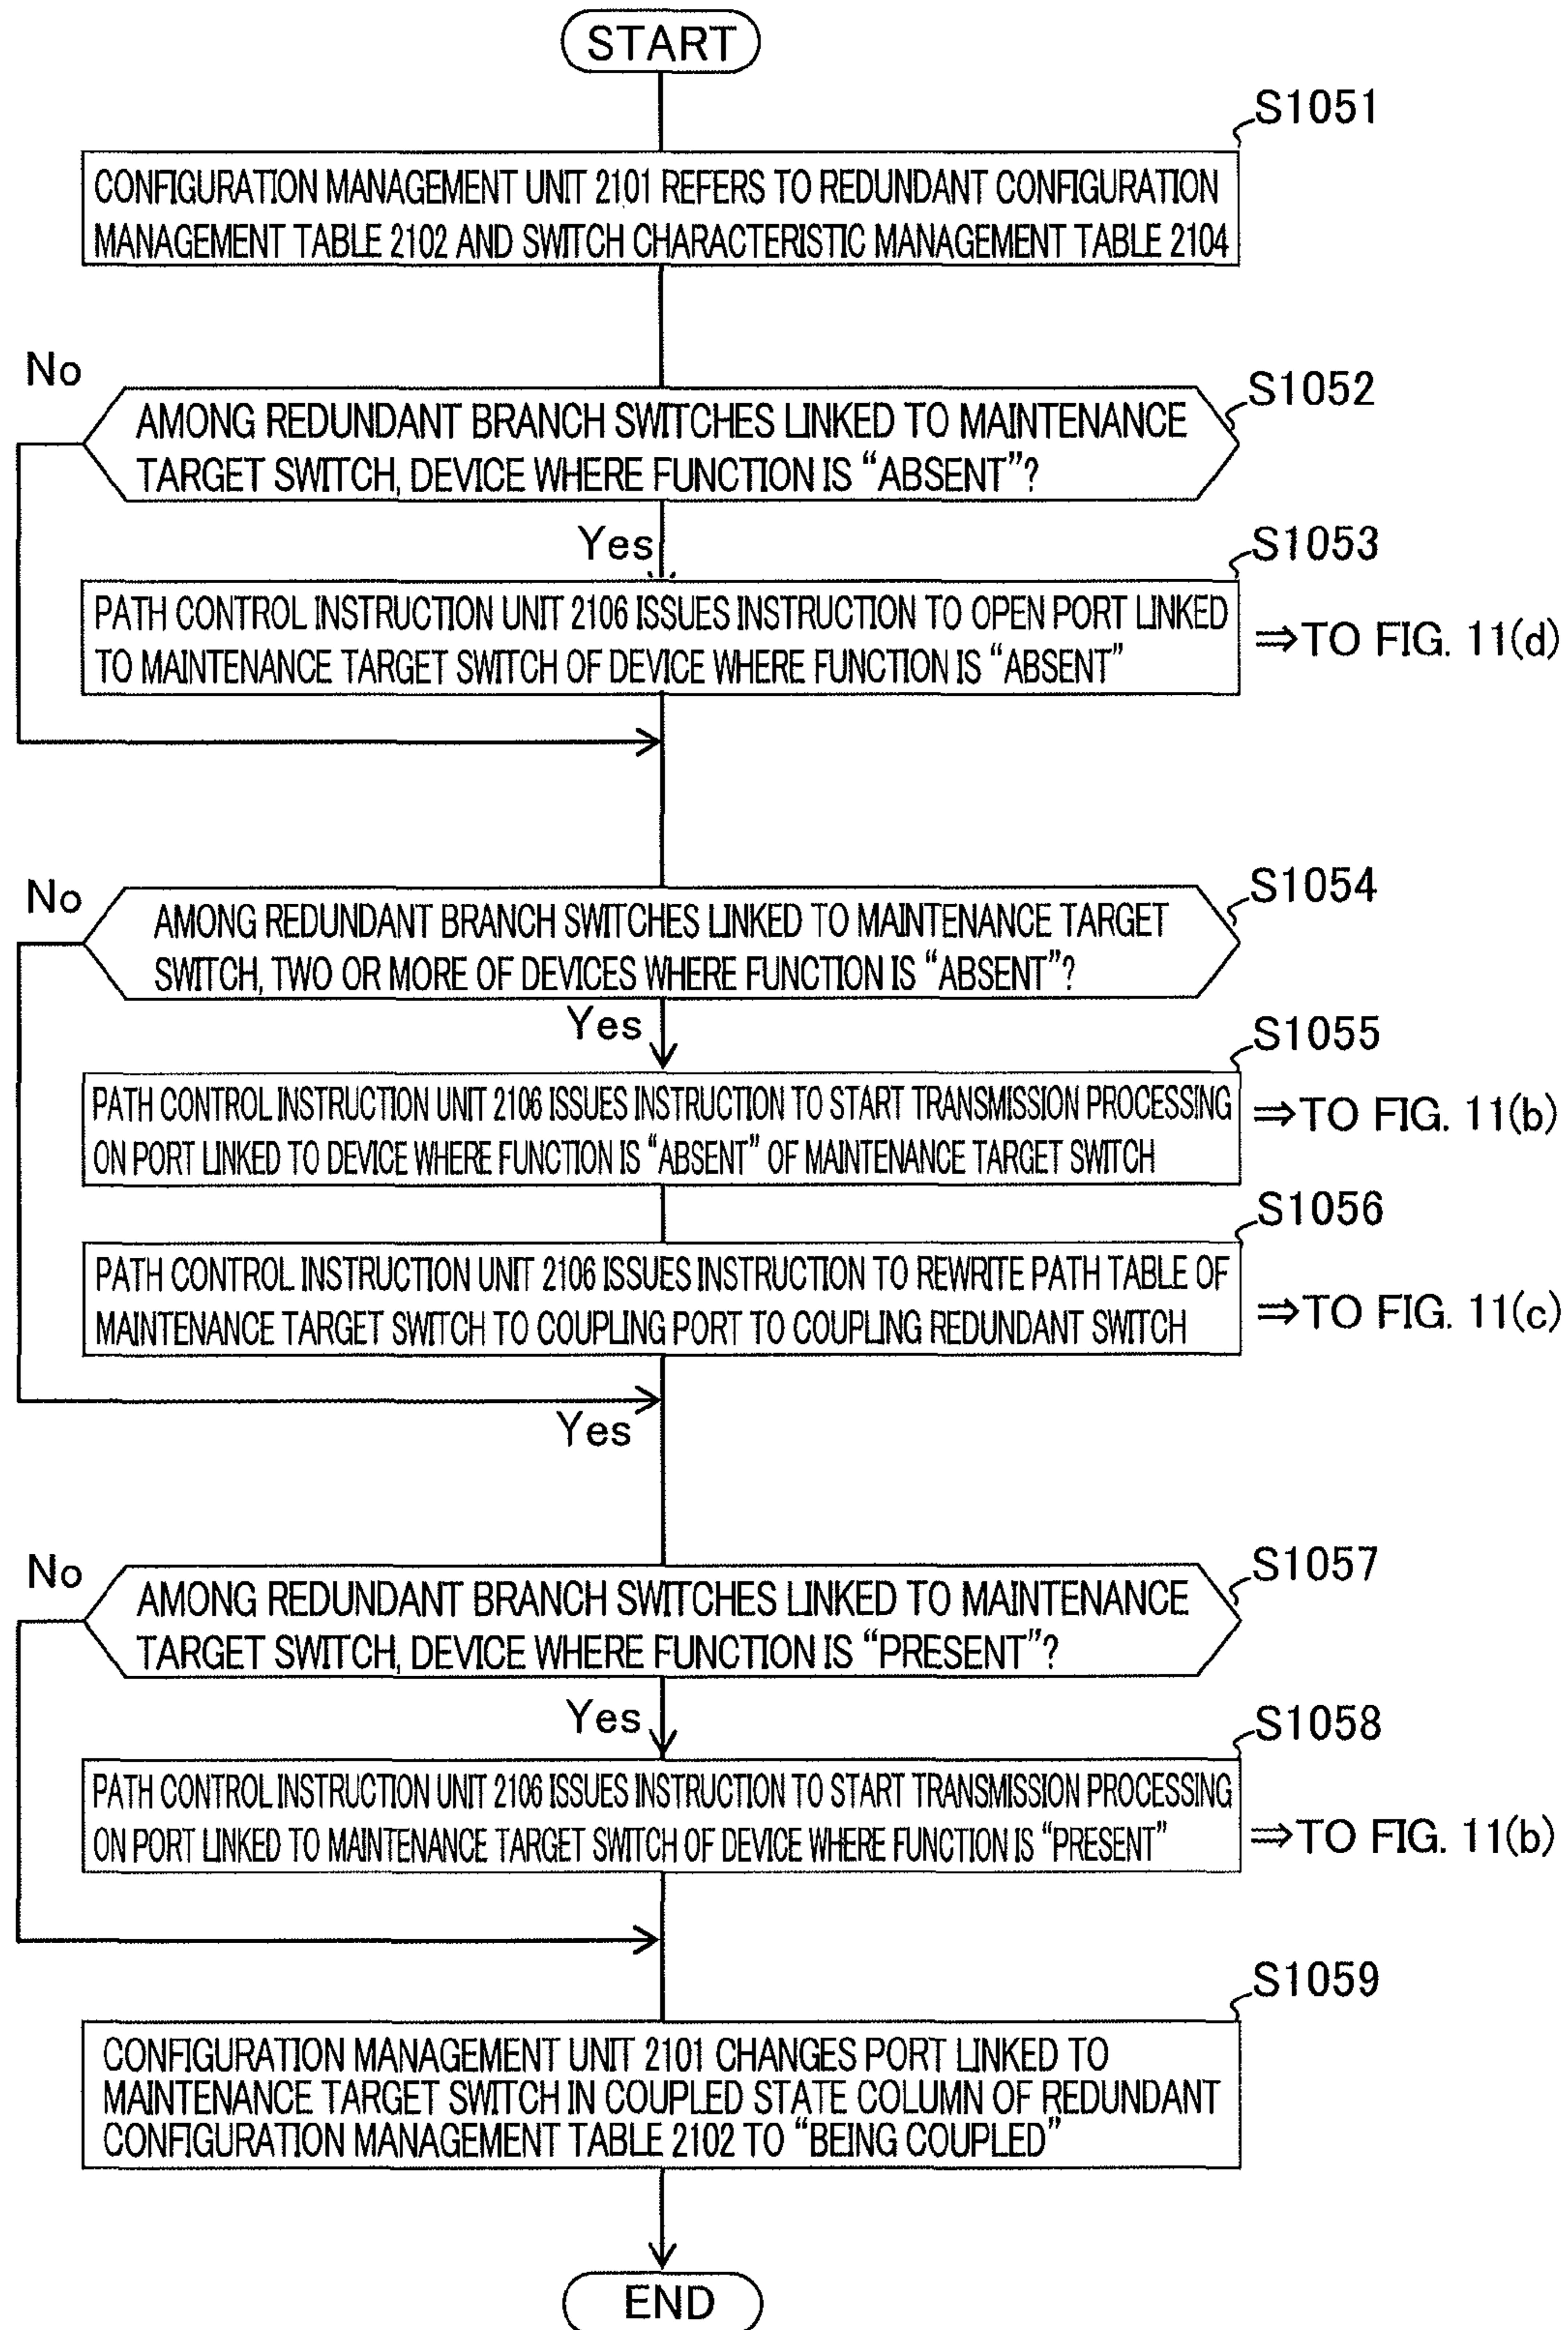 START
S1051
CONFIGURATION MANAGEMENT UNIT 2101 REFERS TO REDUNDANT CONFIGURATION
MANAGEMENT TABLE 2102 AND SWITCH CHARACTERISTIC MANAGEMENT TABLE 2104
No
S1052
AMONG REDUNDANT BRANCH SWITCHES LINKED TO MAINTENANCE
TARGET SWITCH, DEVICE WHERE FUNCTION IS “ABSENT”?
Yes
S1053
PATH CONTROL INSTRUCTION UNIT 2106 ISSUES INSTRUCTION TO OPEN PORT LINKED
TO MAINTENANCE TARGET SWITCH OF DEVICE WHERE FUNCTION IS “ABSENT”
⇒TO FIG. 11(d)
No
S1054
AMONG REDUNDANT BRANCH SWITCHES LINKED TO MAINTENANCE TARGET
SWITCH, TWO OR MORE OF DEVICES WHERE FUNCTION IS “ABSENT”?
Yes
S1055
PATH CONTROL INSTRUCTION UNIT 2106 ISSUES INSTRUCTION TO START TRANSMISSION PROCESSING
ON PORT LINKED TO DEVICE WHERE FUNCTION IS “ABSENT” OF MAINTENANCE TARGET SWITCH
⇒TO FIG. 11(b)
S1056
PATH CONTROL INSTRUCTION UNIT 2106 ISSUES INSTRUCTION TO REWRITE PATH TABLE OF
MAINTENANCE TARGET SWITCH TO COUPLING PORT TO COUPLING REDUNDANT SWITCH
⇒TO FIG. 11(c)
Yes
No
S1057
AMONG REDUNDANT BRANCH SWITCHES LINKED TO MAINTENANCE
TARGET SWITCH, DEVICE WHERE FUNCTION IS “PRESENT”?
Yes
S1058
PATH CONTROL INSTRUCTION UNIT 2106 ISSUES INSTRUCTION TO START TRANSMISSION PROCESSING
ON PORT LINKED TO MAINTENANCE TARGET SWITCH OF DEVICE WHERE FUNCTION IS “PRESENT”
⇒TO FIG. 11(b)
S1059
CONFIGURATION MANAGEMENT UNIT 2101 CHANGES PORT LINKED TO
MAINTENANCE TARGET SWITCH IN COUPLED STATE COLUMN OF REDUNDANT
CONFIGURATION MANAGEMENT TABLE 2102 TO “BEING COUPLED”
END